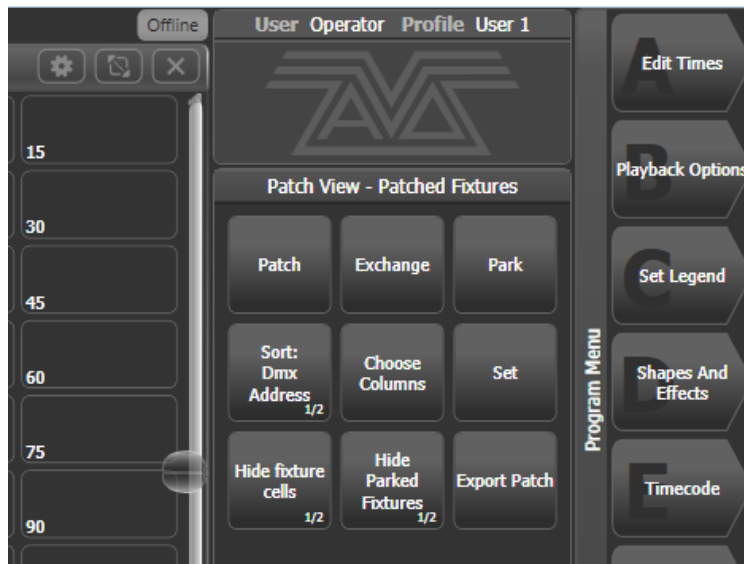 Offline
User Operator Profile User 1
15
30
45
60
75
90
AVO
Patch View - Patched Fixtures
Patch
Exchange
Park
Sort:
Dmx
Address
1/2
Choose
Columns
Set
Hide fixture
cells
1/2
Hide
Parked
Fixtures
1/2
Export Patch
Program Menu
A
Edit Times
B
Playback Options
C
Set Legend
D
Shapes And
Effects
E
Timecode